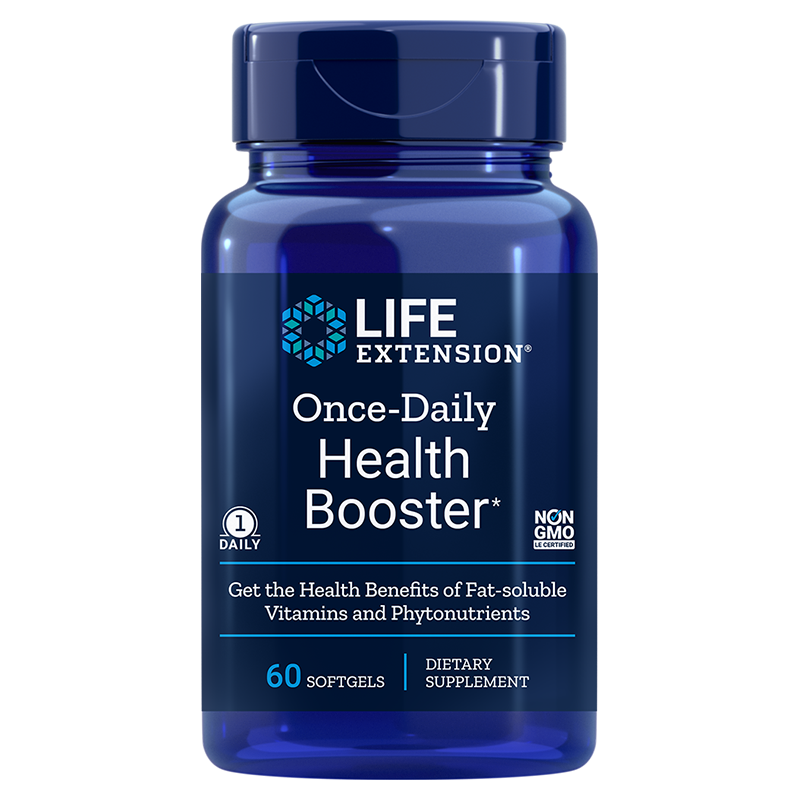 LIFE
EXTENSION®
Once-Daily
Health
Booster*
1
DAILY
NON
GMO
LE CERTIFIED
Get the Health Benefits of Fat-soluble
Vitamins and Phytonutrients
60 SOFTGELS
DIETARY
SUPPLEMENT